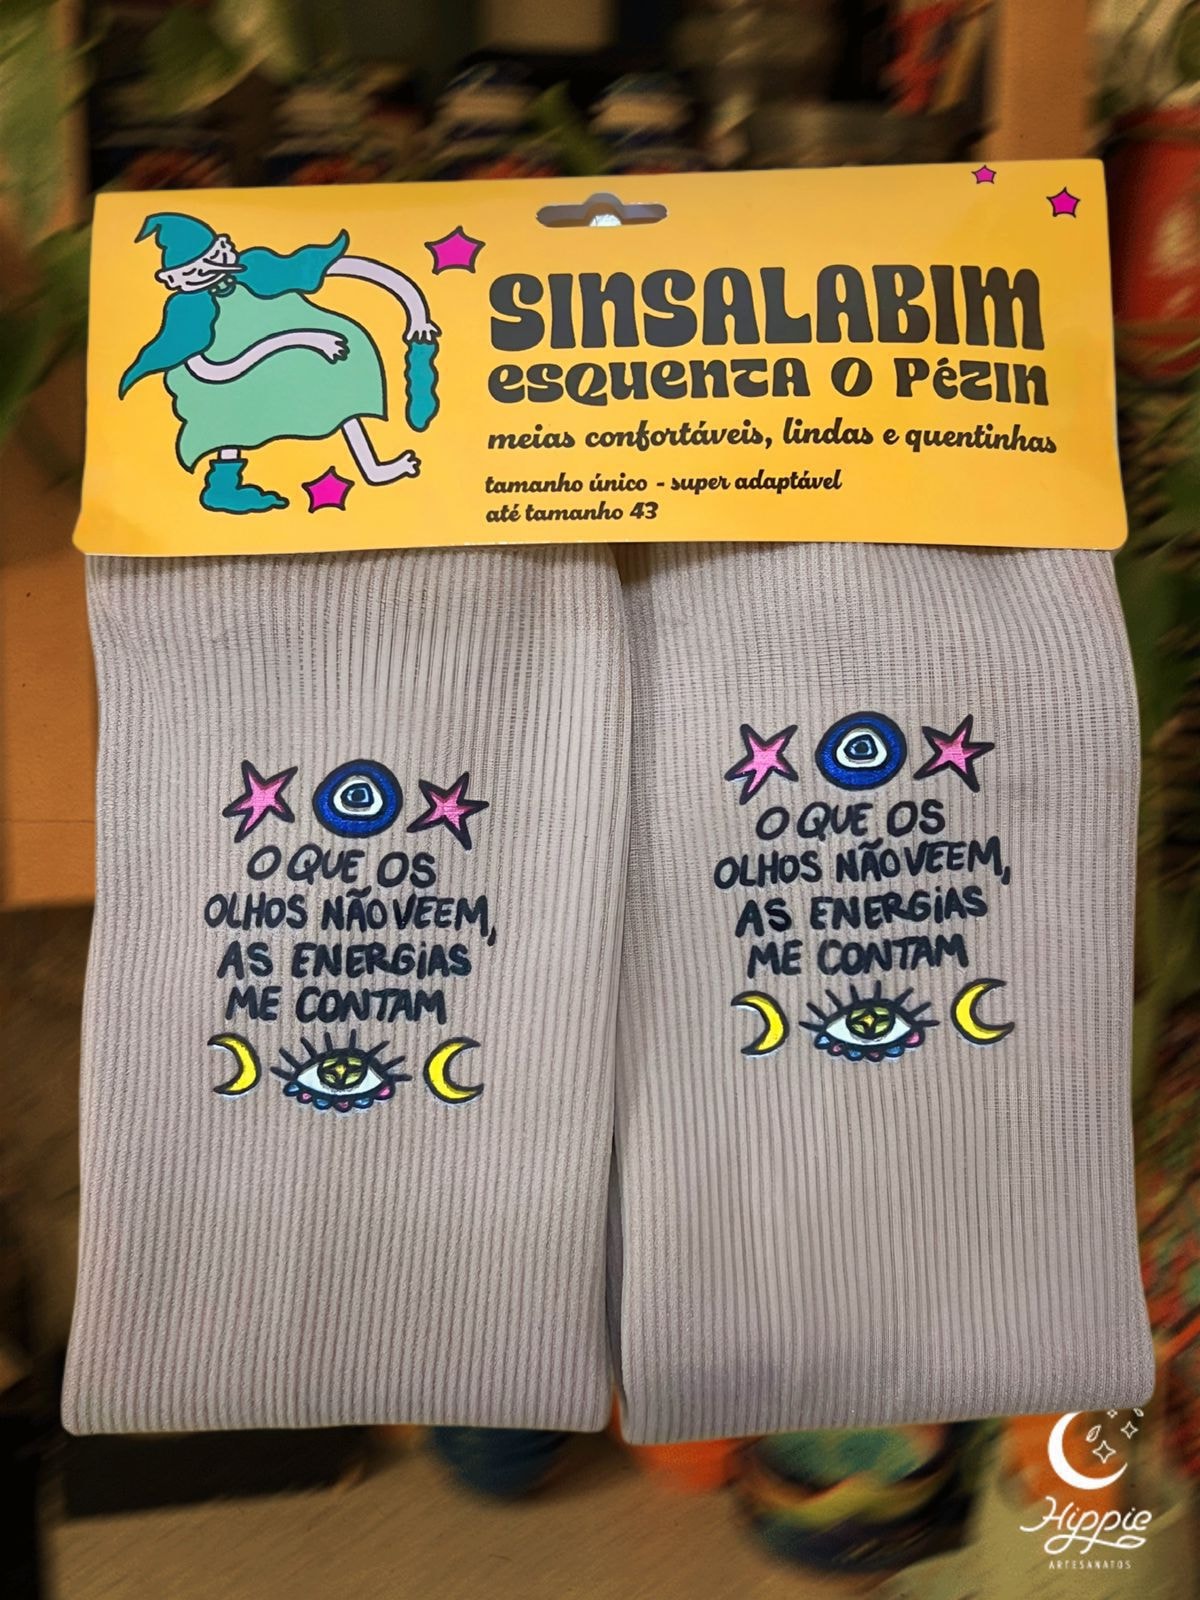 SINSALABIM
esquenta o pézin
meias confortáveis, lindas e quentinhas
tamanho único - super adaptável
até tamanho 43
O QUE OS
OLHOS NÃO VEEM,
AS ENERGiAS
ME CONTAM
O QUE OS
OLHOS NÃO VEEM,
AS ENERGiAS
ME CONTAM
Hippie
ARTESANATOS